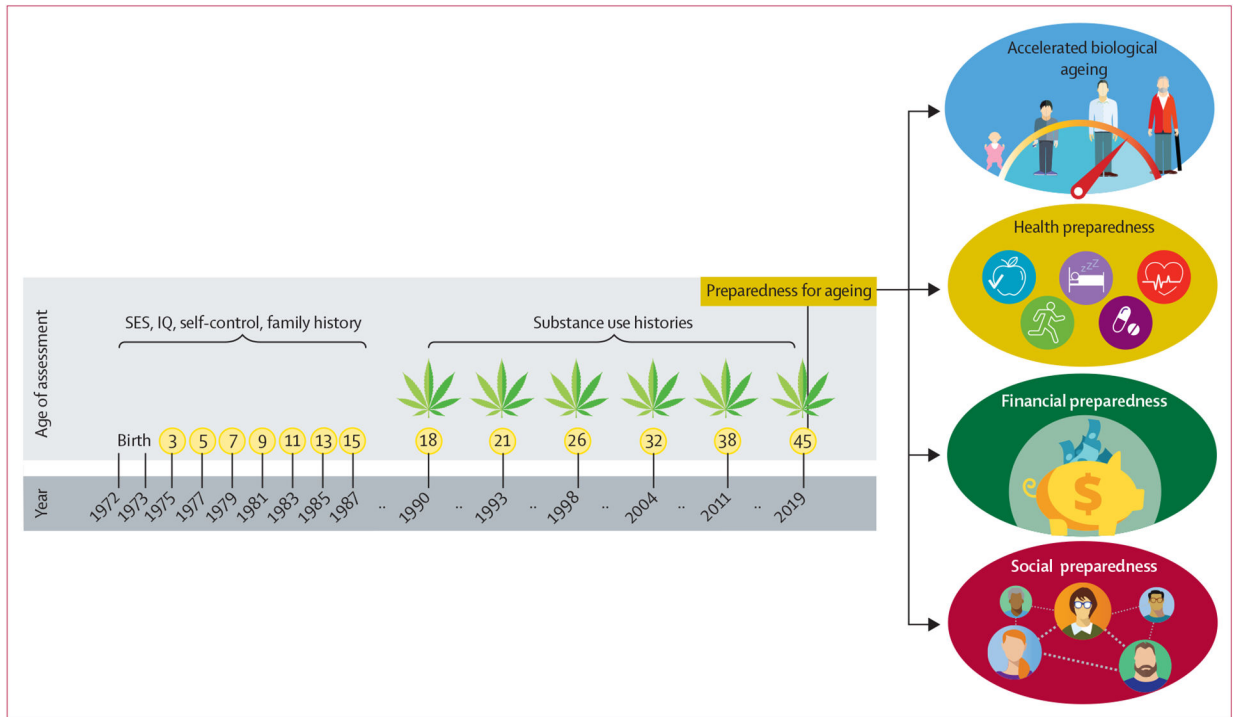 Accelerated biological
ageing
Health preparedness
zZZ
Financial preparedness
$
Social preparedness
Preparedness for ageing
Age of assessment
SES, IQ, self-control, family history
Substance use histories
Birth 3 5 7 9 11 13 15 18 21 26 32 38 45
Year
1972 1973 1975 1977 1979 1981 1983 1985 1987 .. 1990 .. 1993 .. 1998 .. 2004 .. 2011 .. 2019